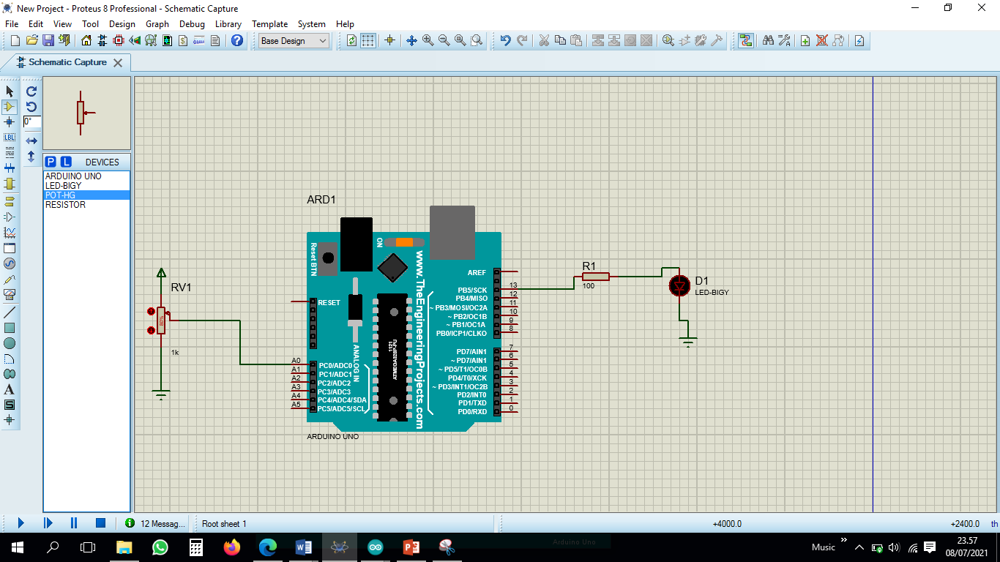 New Project - Proteus 8 Professional - Schematic Capture
File Edit View Tool Design Graph Debug Library Template System Help
Base Design
Schematic Capture
0°
LBL
P L DEVICES
ARDUINO UNO
LED-BIGY
POT-HG
RESISTOR
ARD1
Reset BTN
ON
www.TheEngineeringProjects.com
RESET
ANALOG IN
ATMEGA328P-PU
1121
A0 PC0/ADC0
A1 PC1/ADC1
A2 PC2/ADC2
A3 PC3/ADC3
A4 PC4/ADC4/SDA
A5 PC5/ADC5/SCL
AREF
PB5/SCK 13
PB4/MISO 12
~ PB3/MOSI/OC2A 11
~ PB2/OC1B 10
~ PB1/OC1A 9
PB0/ICP1/CLKO 8
PD7/AIN1 7
~ PD7/AIN1 6
~ PD5/T1/OC0B 5
PD4/T0/XCK 4
~ PD3/INT1/OC2B 3
PD2/INT0 2
PD1/TXD 1
PD0/RXD 0
ARDUINO UNO
RV1
1k
R1
100
D1
LED-BIGY
12 Messag...
Root sheet 1
+4000.0
+2400.0 th
Arduino Uno
Music
23.57
08/07/2021